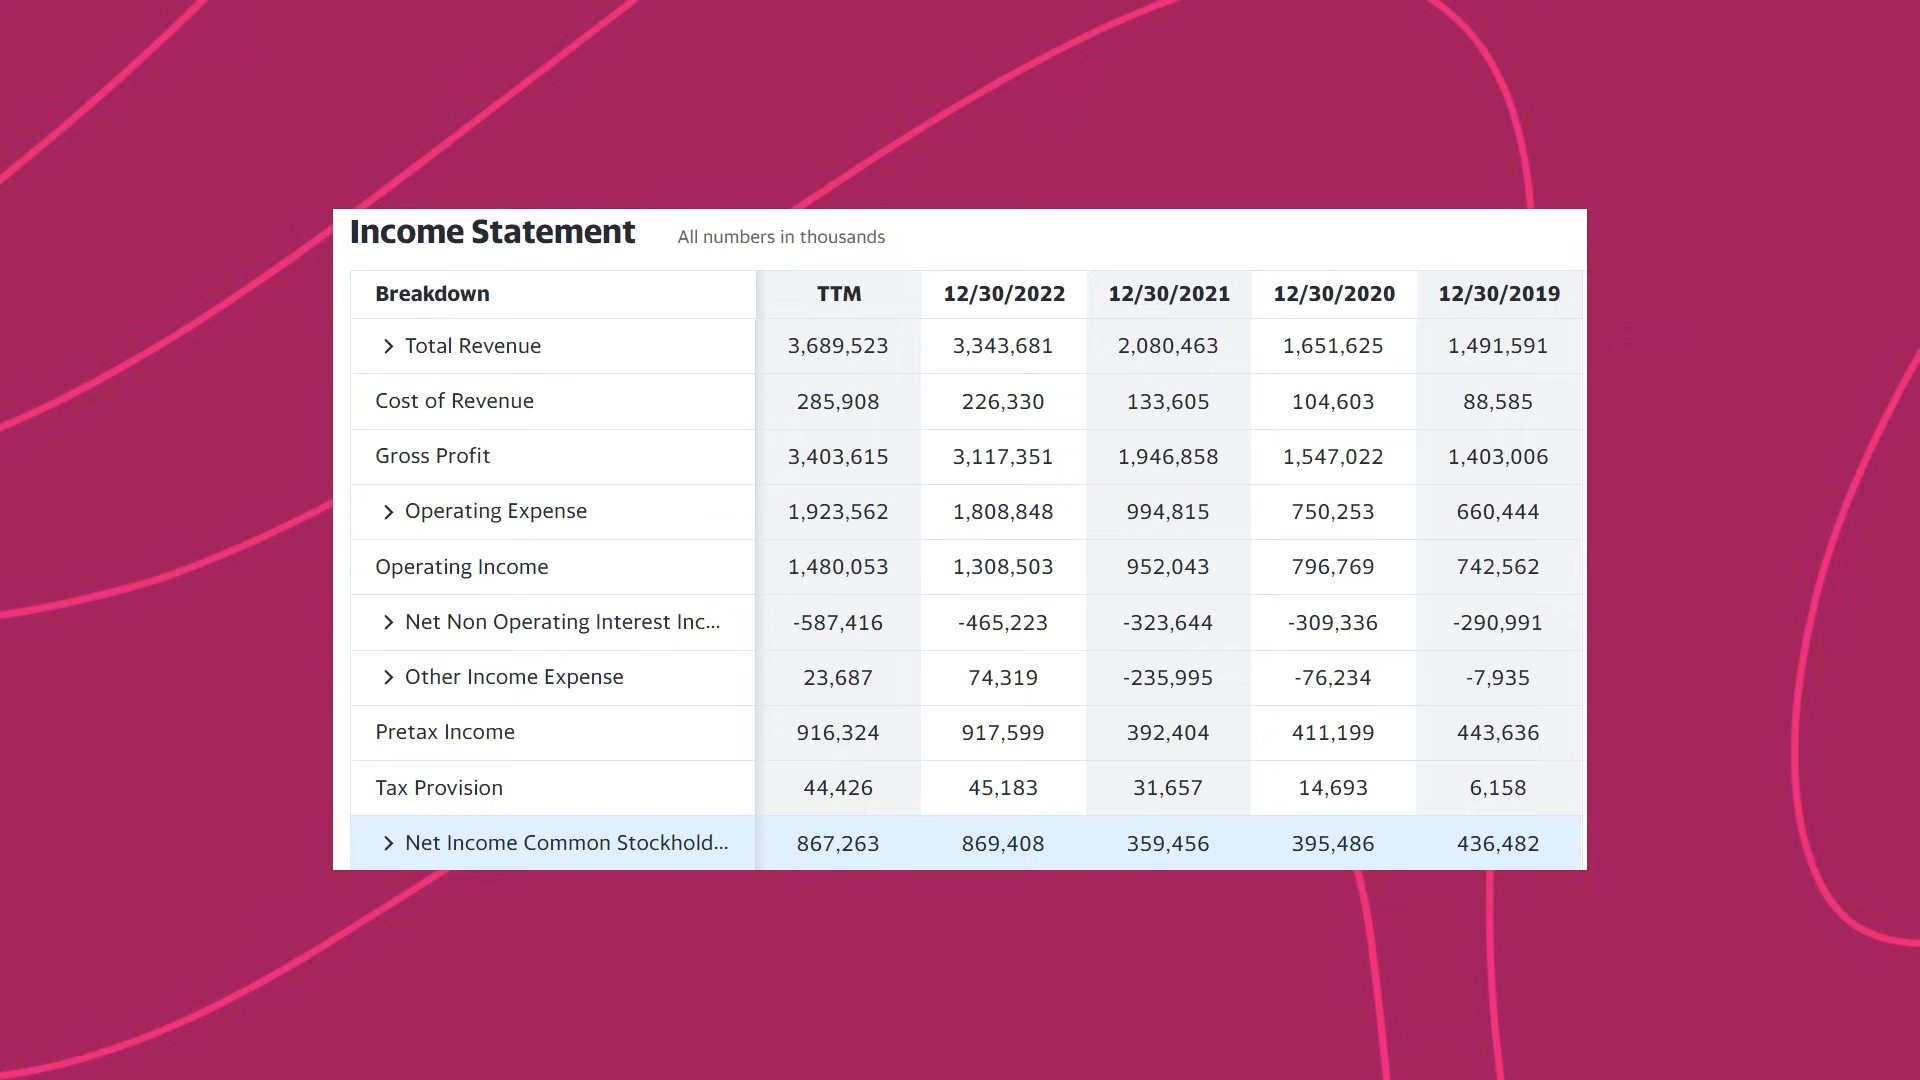 Income Statement All numbers in thousands
Breakdown TTM 12/30/2022 12/30/2021 12/30/2020 12/30/2019
Total Revenue 3,689,523 3,343,681 2,080,463 1,651,625 1,491,591
Cost of Revenue 285,908 226,330 133,605 104,603 88,585
Gross Profit 3,403,615 3,117,351 1,946,858 1,547,022 1,403,006
Operating Expense 1,923,562 1,808,848 994,815 750,253 660,444
Operating Income 1,480,053 1,308,503 952,043 796,769 742,562
Net Non Operating Interest Inc... -587,416 -465,223 -323,644 -309,336 -290,991
Other Income Expense 23,687 74,319 -235,995 -76,234 -7,935
Pretax Income 916,324 917,599 392,404 411,199 443,636
Tax Provision 44,426 45,183 31,657 14,693 6,158
Net Income Common Stockhold... 867,263 869,408 359,456 395,486 436,482